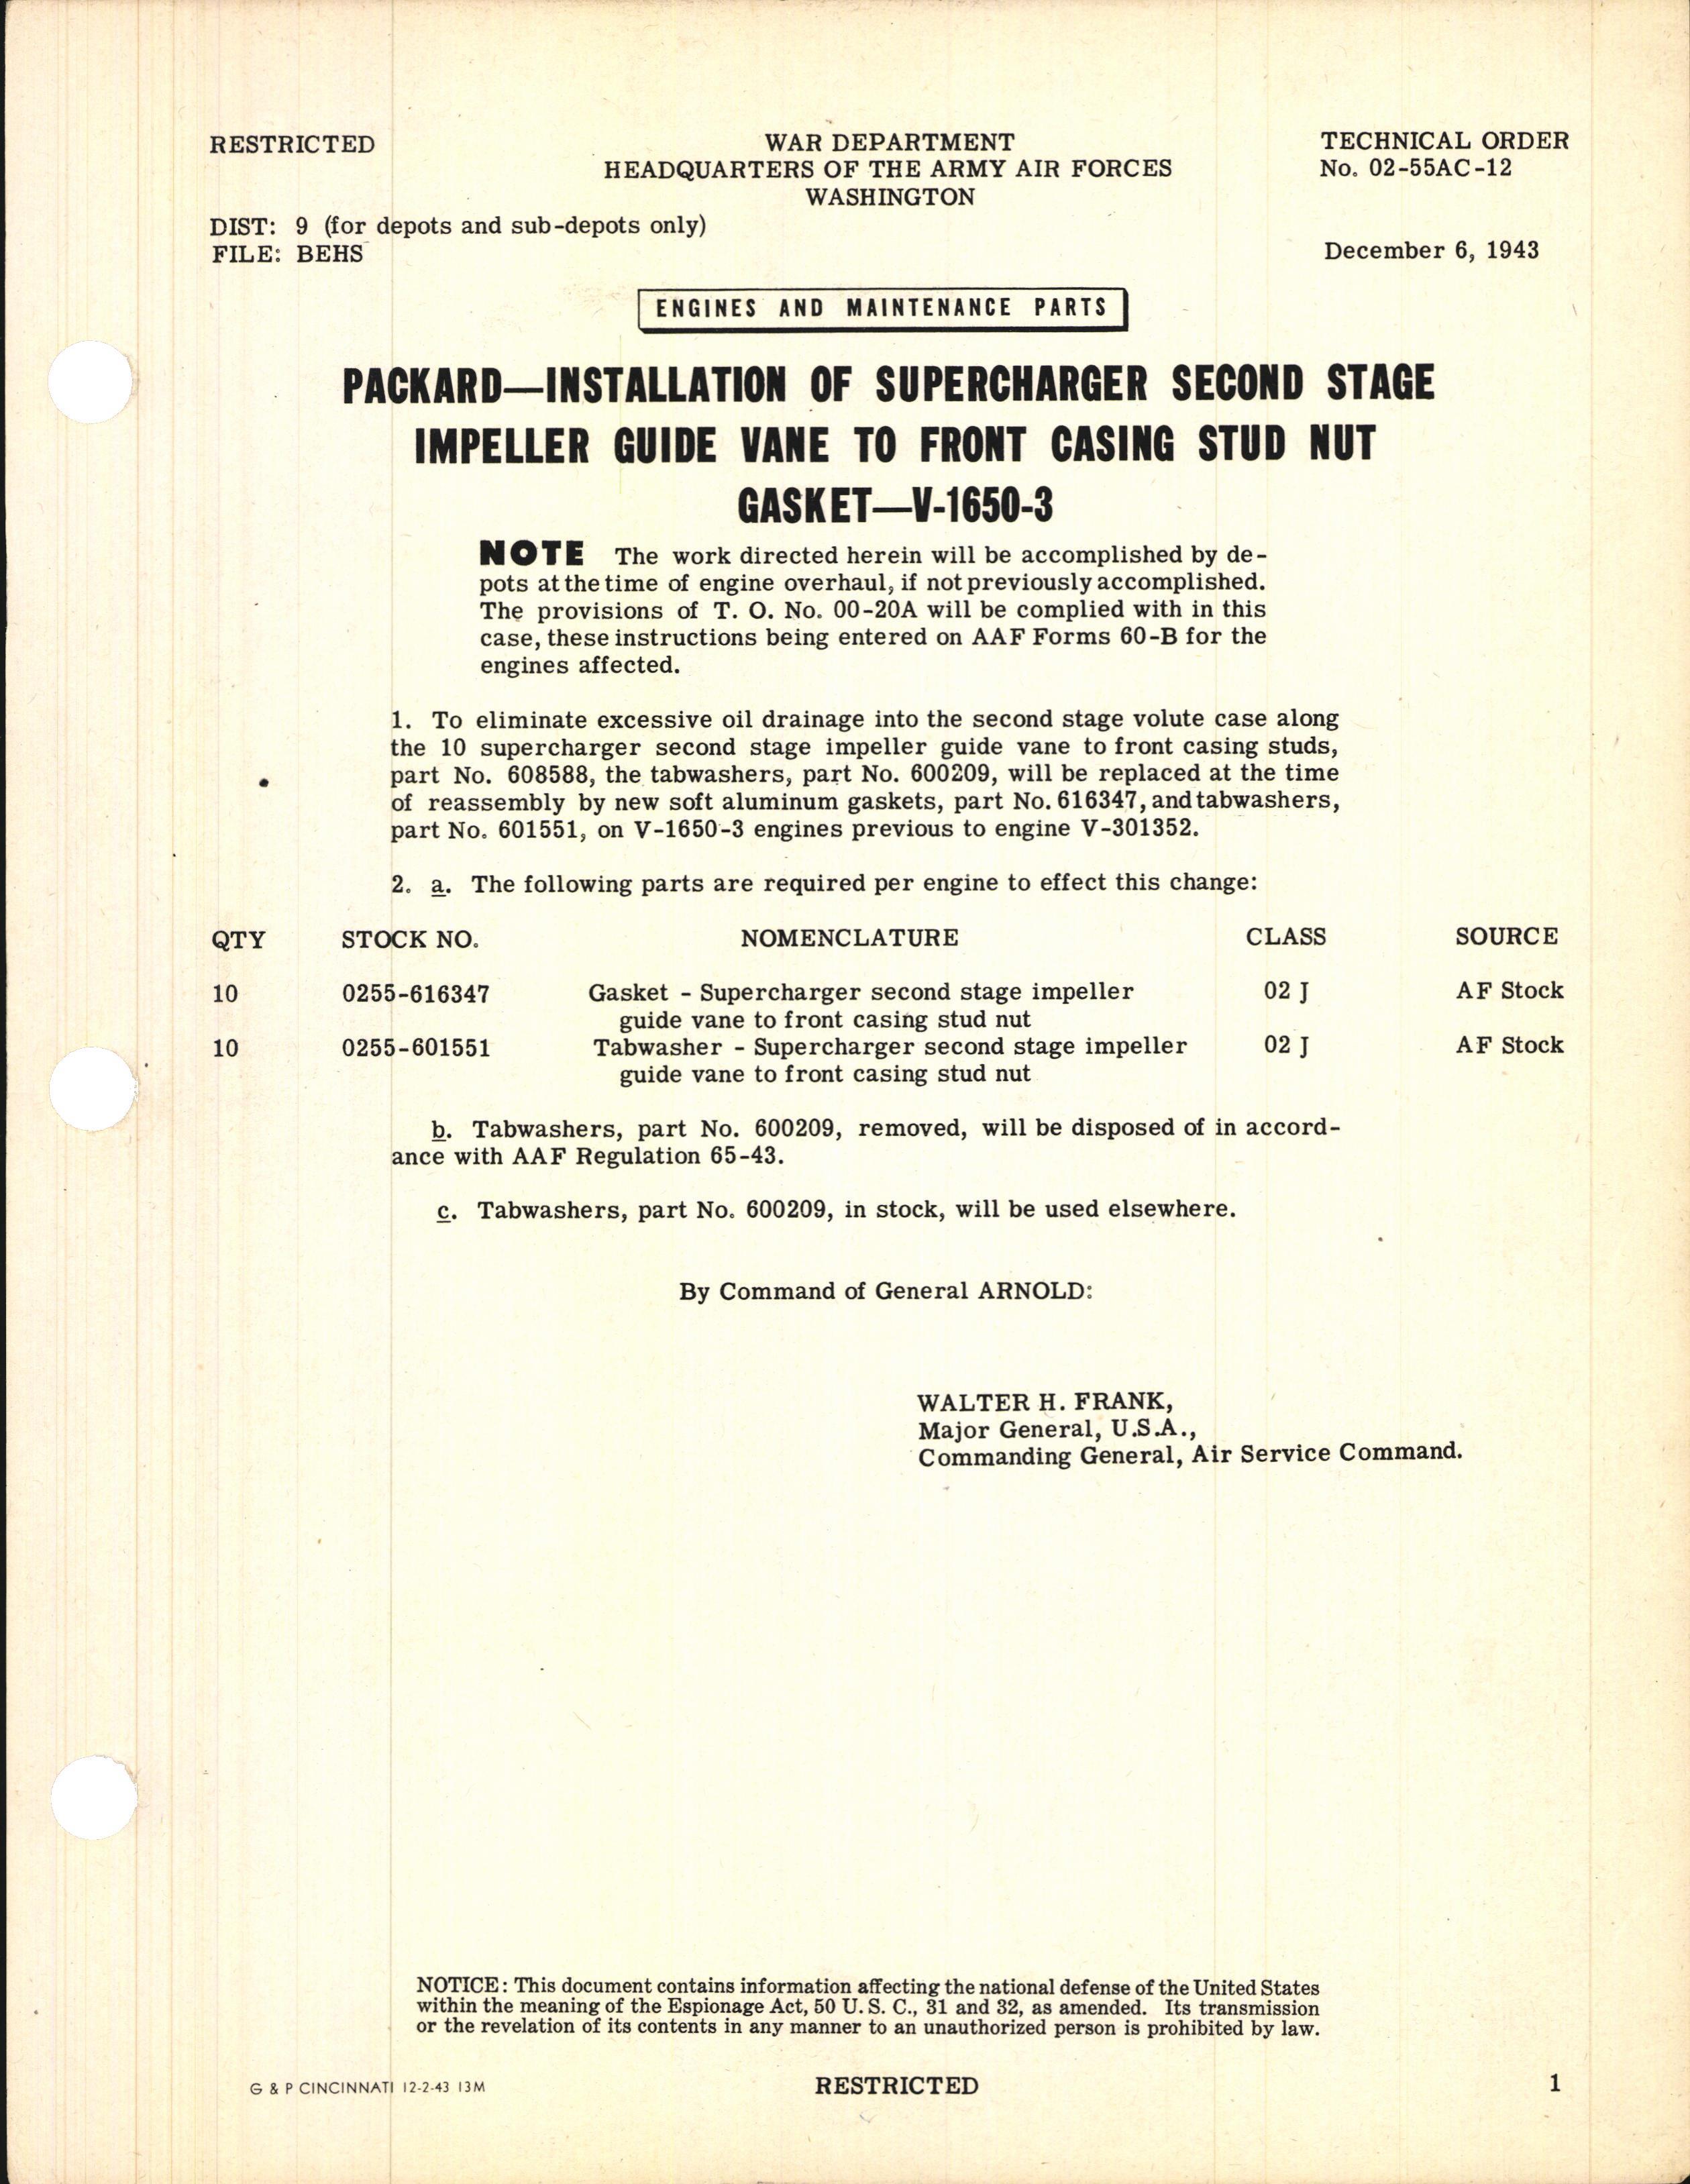 RESTRICTED
WAR DEPARTMENT
HEADQUARTERS OF THE ARMY AIR FORCES
WASHINGTON
TECHNICAL ORDER
No. 02-55AC-12
DIST: 9 (for depots and sub-depots only)
FILE: BEHS
December 6, 1943
ENGINES AND MAINTENANCE PARTS
PACKARD—INSTALLATION OF SUPERCHARGER SECOND STAGE
IMPELLER GUIDE VANE TO FRONT CASING STUD NUT
GASKET—V-1650-3
NOTE The work directed herein will be accomplished by de-
pots at the time of engine overhaul, if not previously accomplished.
The provisions of T. O. No. 00-20A will be complied with in this
case, these instructions being entered on AAF Forms 60-B for the
engines affected.
1. To eliminate excessive oil drainage into the second stage volute case along
the 10 supercharger second stage impeller guide vane to front casing studs,
part No. 608588, the tabwashers, part No. 600209, will be replaced at the time
of reassembly by new soft aluminum gaskets, part No. 616347, and tabwashers,
part No. 601551, on V-1650-3 engines previous to engine V-301352.
2. a. The following parts are required per engine to effect this change:
QTY STOCK NO. NOMENCLATURE CLASS SOURCE
10 0255-616347 Gasket - Supercharger second stage impeller 02 J AF Stock
guide vane to front casing stud nut
10 0255-601551 Tabwasher - Supercharger second stage impeller 02 J AF Stock
guide vane to front casing stud nut
b. Tabwashers, part No. 600209, removed, will be disposed of in accord-
ance with AAF Regulation 65-43.
c. Tabwashers, part No. 600209, in stock, will be used elsewhere.
By Command of General ARNOLD:
WALTER H. FRANK,
Major General, U.S.A.,
Commanding General, Air Service Command.
NOTICE: This document contains information affecting the national defense of the United States
within the meaning of the Espionage Act, 50 U. S. C., 31 and 32, as amended. Its transmission
or the revelation of its contents in any manner to an unauthorized person is prohibited by law.
G & P CINCINNATI 12-2-43 13M
RESTRICTED
1